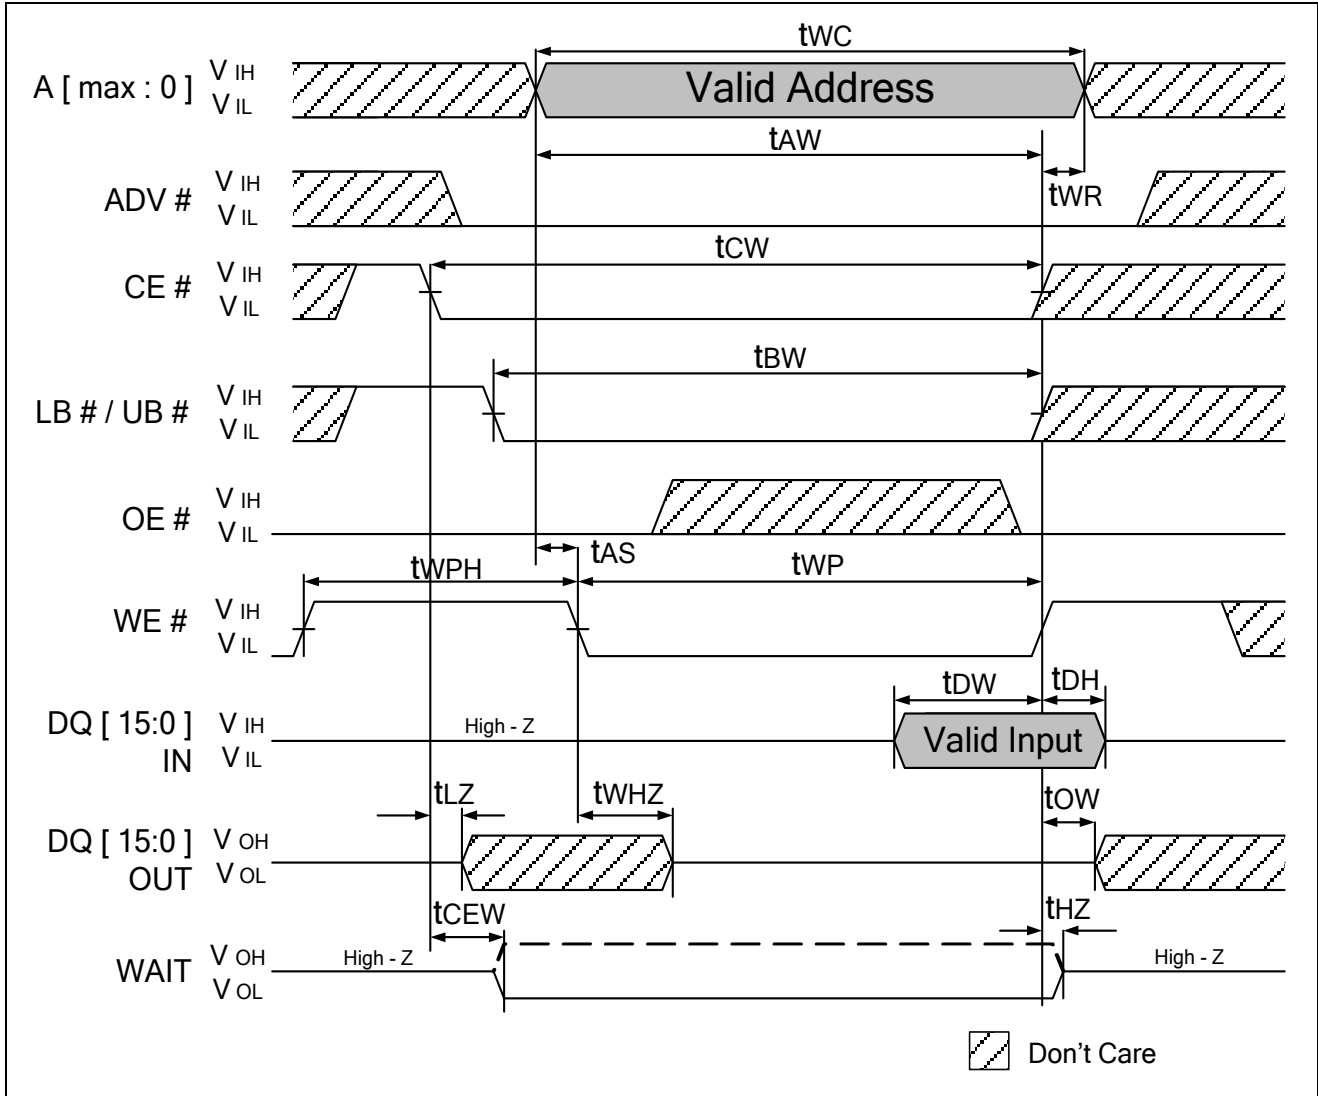 tWC
A [ max : 0 ] V IH
V IL
Valid Address
tAW
ADV # V IH
V IL
tWR
tCW
CE # V IH
V IL
tBW
LB # / UB # V IH
V IL
OE # V IH
V IL
tAS
tWPH
tWP
WE # V IH
V IL
tDW
tDH
DQ [ 15:0 ] V IH
IN V IL
High - Z
Valid Input
tLZ
tWHZ
tOW
DQ [ 15:0 ] V OH
OUT V OL
tCEW
tHZ
WAIT V OH
V OL
High - Z
High - Z
Don't Care